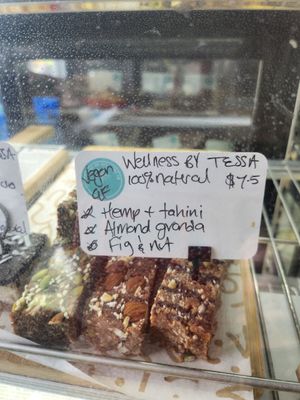 Wellness By TESSA
100% natural $7.5
Vegan
GF
Hemp + tahini
Almond granola
Fig & nut